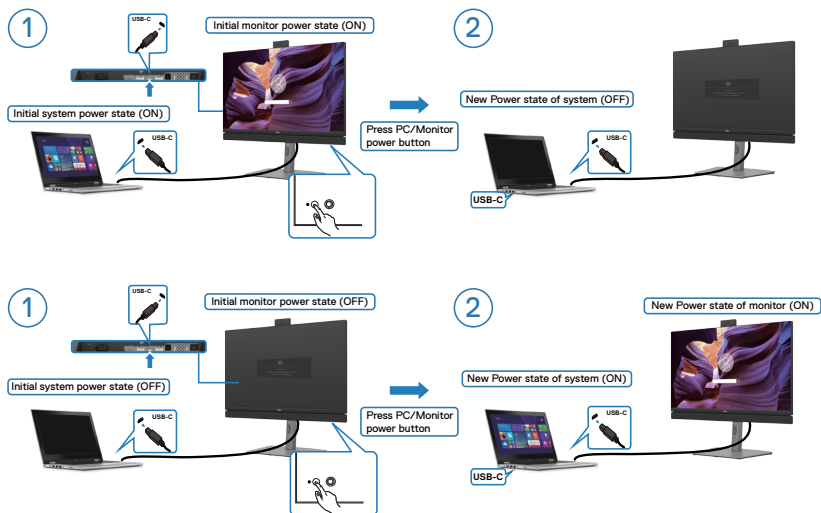 1
USB-C
Initial monitor power state (ON)
Initial system power state (ON)
USB-C
Press PC/Monitor
power button
2
New Power state of system (OFF)
USB-C
USB-C
1
USB-C
Initial monitor power state (OFF)
Initial system power state (OFF)
USB-C
Press PC/Monitor
power button
2
New Power state of monitor (ON)
New Power state of system (ON)
USB-C
USB-C